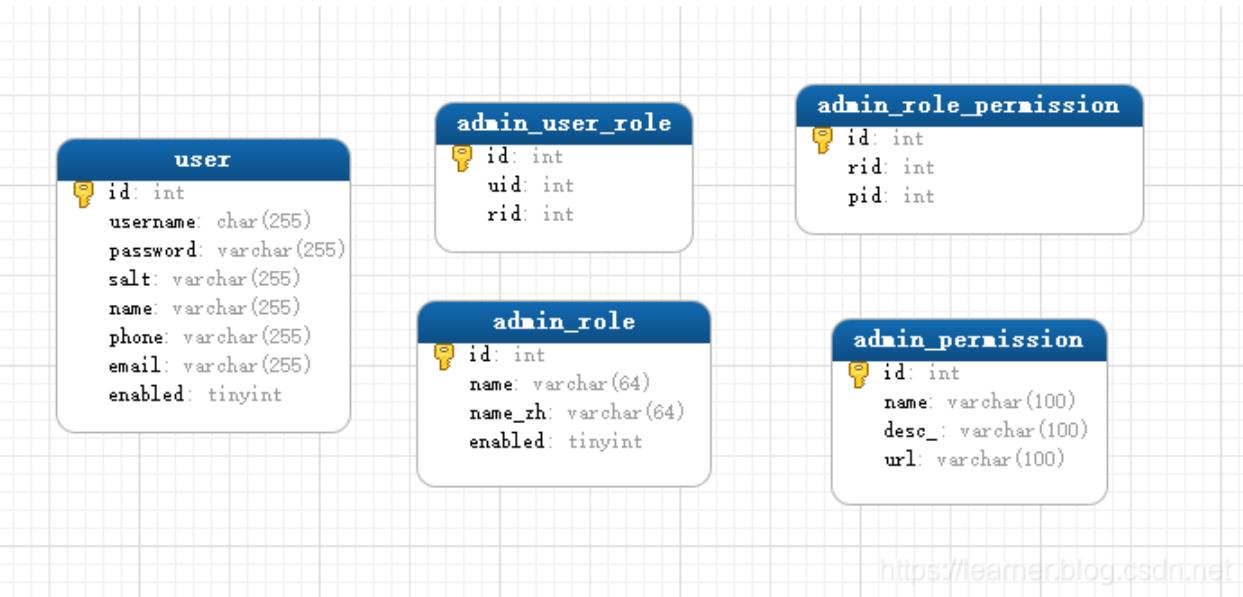 user
id: int
username: char(255)
password: varchar(255)
salt: varchar(255)
name: varchar(255)
phone: varchar(255)
email: varchar(255)
enabled: tinyint
admin_user_role
id: int
uid: int
rid: int
admin_role
id: int
name: varchar(64)
name_zh: varchar(64)
enabled: tinyint
admin_role_permission
id: int
rid: int
pid: int
admin_permission
id: int
name: varchar(100)
desc_: varchar(100)
url: varchar(100)
https://learner.blog.csdn.net